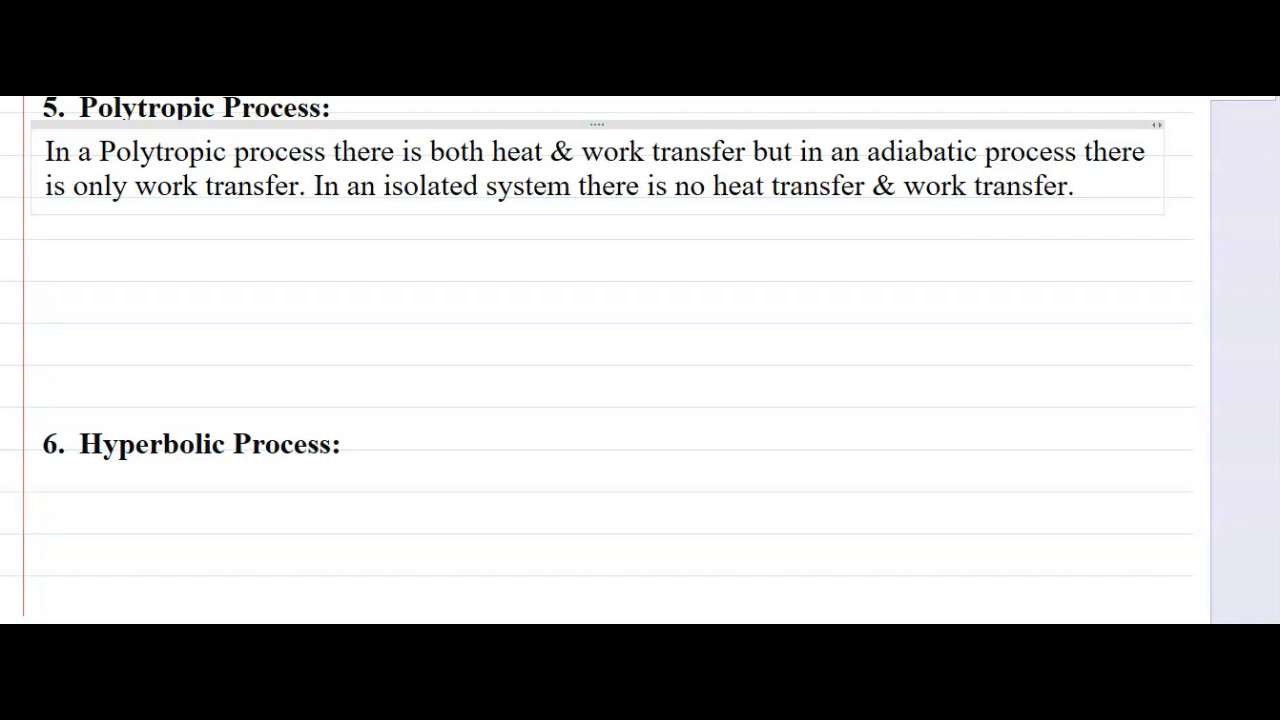 5. Polytropic Process:
In a Polytropic process there is both heat & work transfer but in an adiabatic process there
is only work transfer. In an isolated system there is no heat transfer & work transfer.
6. Hyperbolic Process: